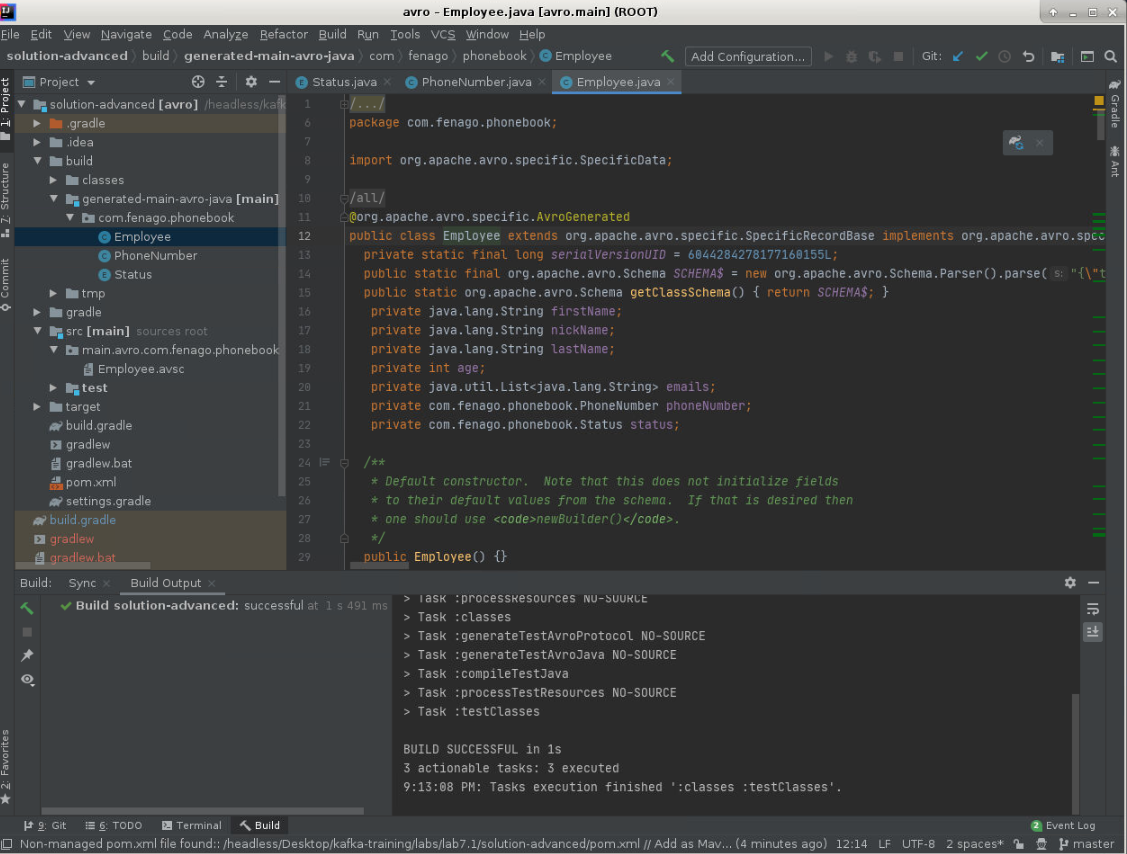 avro - Employee.java [avro.main] (ROOT)
File Edit View Navigate Code Analyze Refactor Build Run Tools VCS Window Help
solution-advanced build generated-main-avro-java com fenago phonebook Employee Add Configuration... Git:
Project Status.java PhoneNumber.java Employee.java
1: Project
7: Structure
Commit
2: Favorites
Gradle
Ant
solution-advanced [avro] /headless/kafk
.gradle
.idea
build
classes
generated-main-avro-java [main]
com.fenago.phonebook
Employee
PhoneNumber
Status
tmp
gradle
src [main] sources root
main.avro.com.fenago.phonebook
Employee.avsc
test
target
build.gradle
gradlew
gradlew.bat
pom.xml
settings.gradle
build.gradle
gradlew
gradlew.bat
1 /.../
6 package com.fenago.phonebook;
7
8 import org.apache.avro.specific.SpecificData;
9
10 /all/
11 @org.apache.avro.specific.AvroGenerated
12 public class Employee extends org.apache.avro.specific.SpecificRecordBase implements org.apache.avro.spec
13 private static final long serialVersionUID = 6044284278177160155L;
14 public static final org.apache.avro.Schema SCHEMA$ = new org.apache.avro.Schema.Parser().parse( s: "{\"t
15 public static org.apache.avro.Schema getClassSchema() { return SCHEMA$; }
16 private java.lang.String firstName;
17 private java.lang.String nickName;
18 private java.lang.String lastName;
19 private int age;
20 private java.util.List<java.lang.String> emails;
21 private com.fenago.phonebook.PhoneNumber phoneNumber;
22 private com.fenago.phonebook.Status status;
23
24 /**
25 * Default constructor.  Note that this does not initialize fields
26 * to their default values from the schema.  If that is desired then
27 * one should use <code>newBuilder()</code>.
28 */
29 public Employee() {}
Build: Sync Build Output
Build solution-advanced: successful at 1 s 491 ms
> Task :processResources NO-SOURCE
> Task :classes
> Task :generateTestAvroProtocol NO-SOURCE
> Task :generateTestAvroJava NO-SOURCE
> Task :compileTestJava
> Task :processTestResources NO-SOURCE
> Task :testClasses
BUILD SUCCESSFUL in 1s
3 actionable tasks: 3 executed
9:13:08 PM: Tasks execution finished ':classes :testClasses'.
9: Git 6: TODO Terminal Build 2 Event Log
Non-managed pom.xml file found:: /headless/Desktop/kafka-training/labs/lab7.1/solution-advanced/pom.xml // Add as Mav... (4 minutes ago) 12:14 LF UTF-8 2 spaces* master